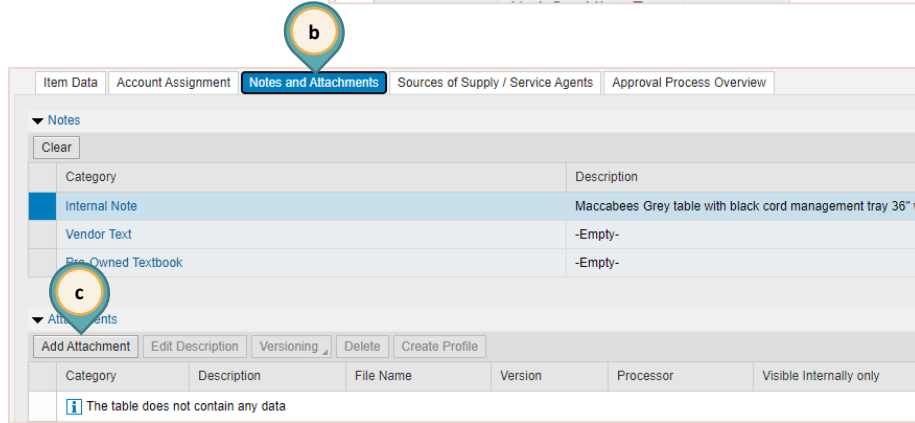 b
Item Data Account Assignment Notes and Attachments Sources of Supply / Service Agents Approval Process Overview
Notes
Clear
Category Description
Internal Note Maccabees Grey table with black cord management tray 36"
Vendor Text -Empty-
Pre-Owned Textbook -Empty-
c
Attachments
Add Attachment Edit Description Versioning Delete Create Profile
Category Description File Name Version Processor Visible Internally only
i The table does not contain any data